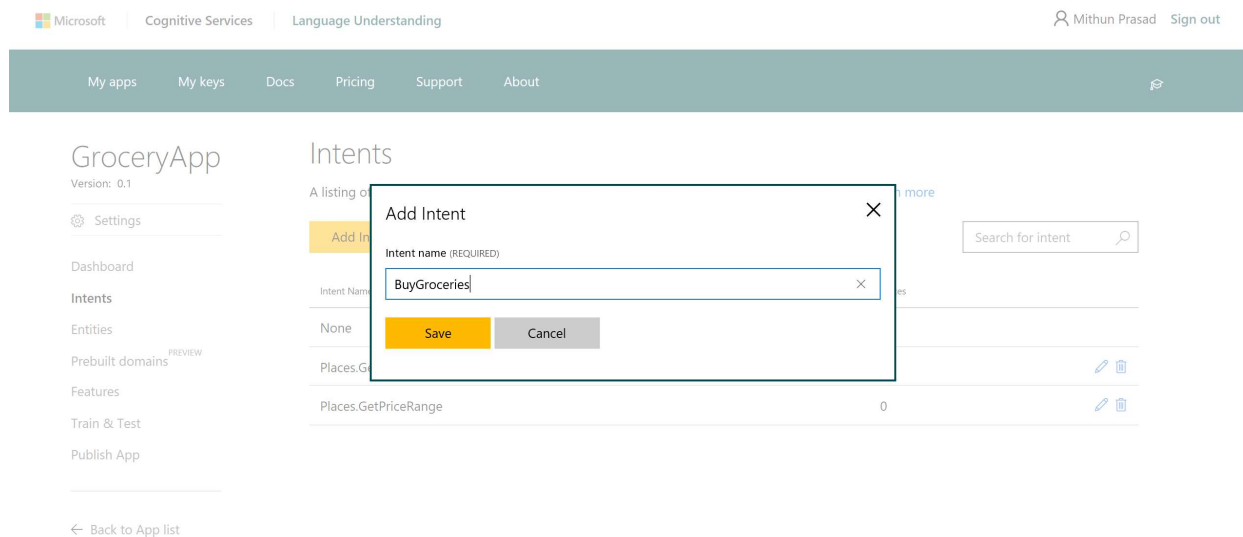 Microsoft Cognitive Services Language Understanding Mithun Prasad Sign out
My apps My keys Docs Pricing Support About
GroceryApp
Version: 0.1
Settings
Dashboard
Intents
Entities
Prebuilt domains PREVIEW
Features
Train & Test
Publish App
← Back to App list
Intents
A listing of more
Add In
Search for intent
Intent Name
None
Places.G
Places.GetPriceRange 0
Add Intent
Intent name (REQUIRED)
BuyGroceries
Save Cancel